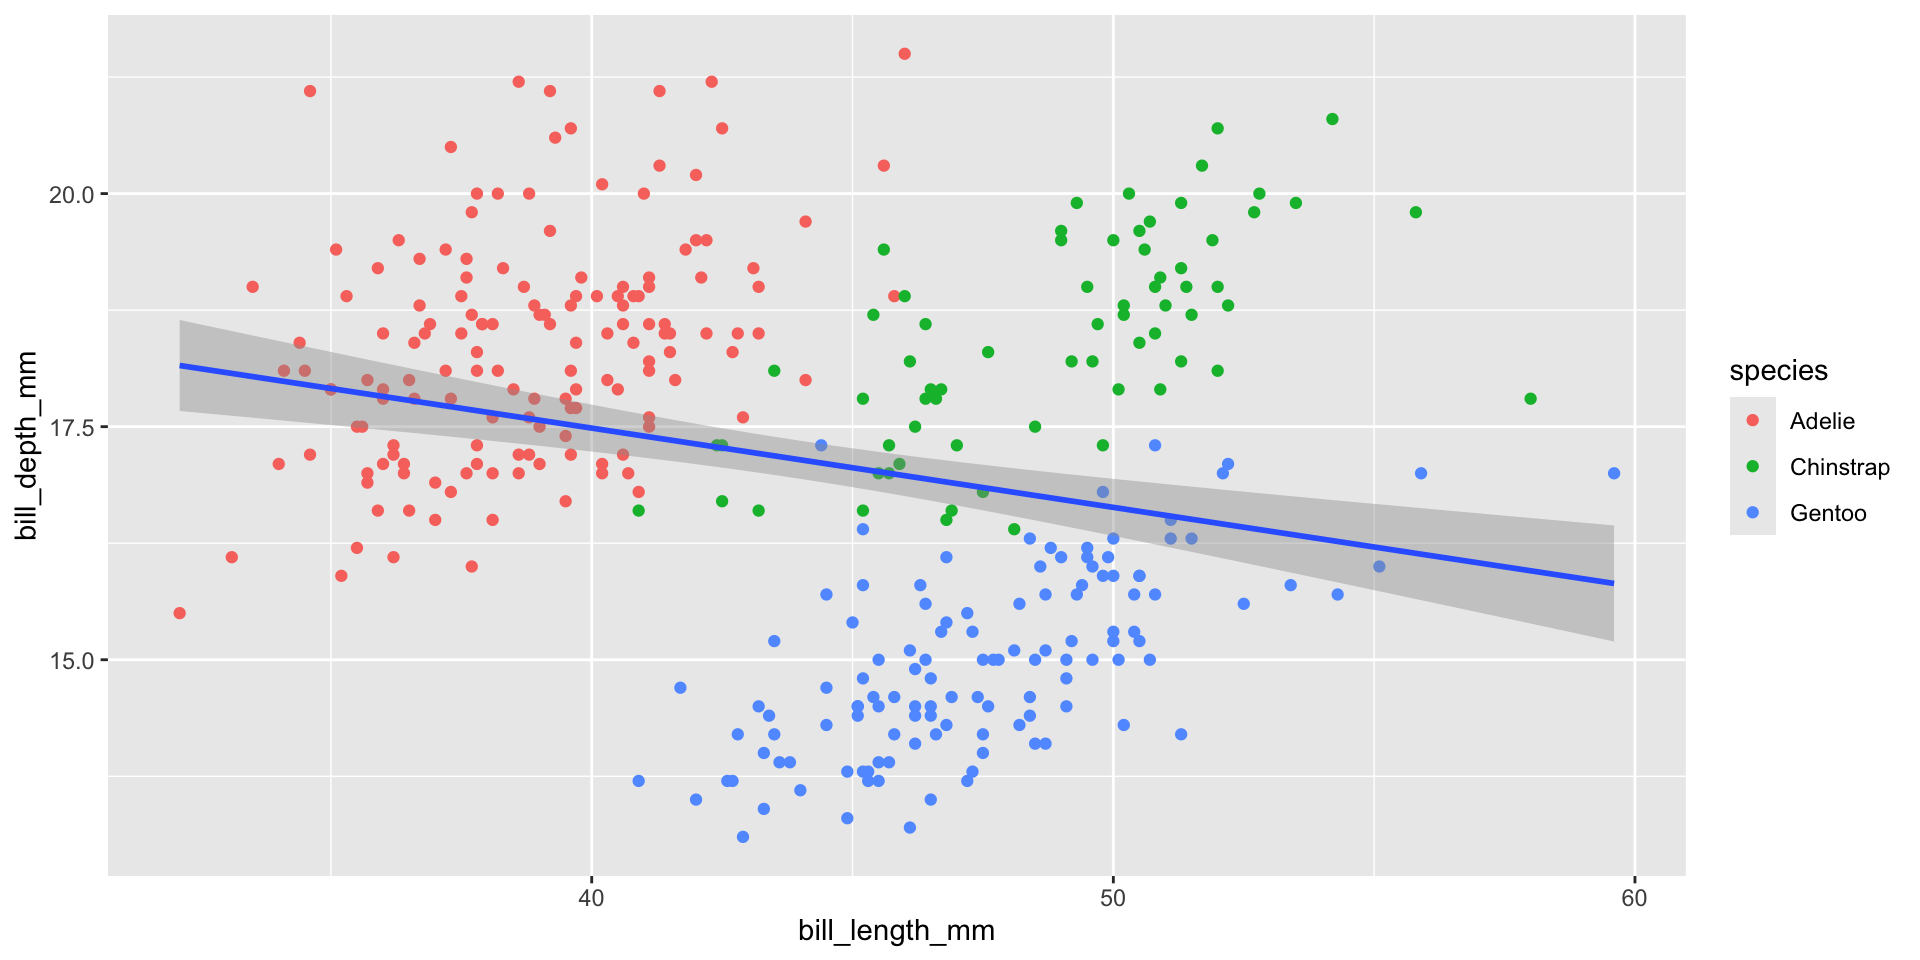 20.0
17.5
15.0
bill_depth_mm
40
50
60
bill_length_mm
species
Adelie
Chinstrap
Gentoo